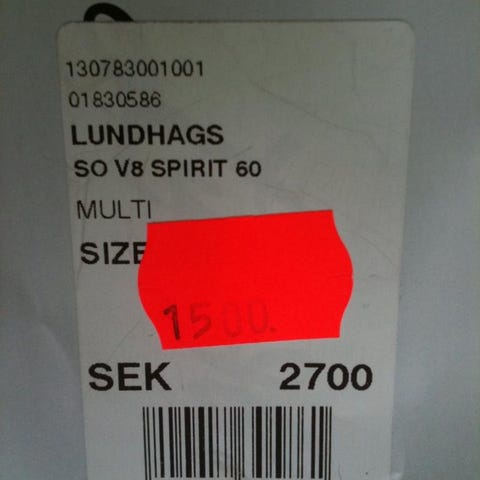 130783001001
01830586
LUNDHAGS
SO V8 SPIRIT 60
MULTI
SIZE
1500.
SEK 2700